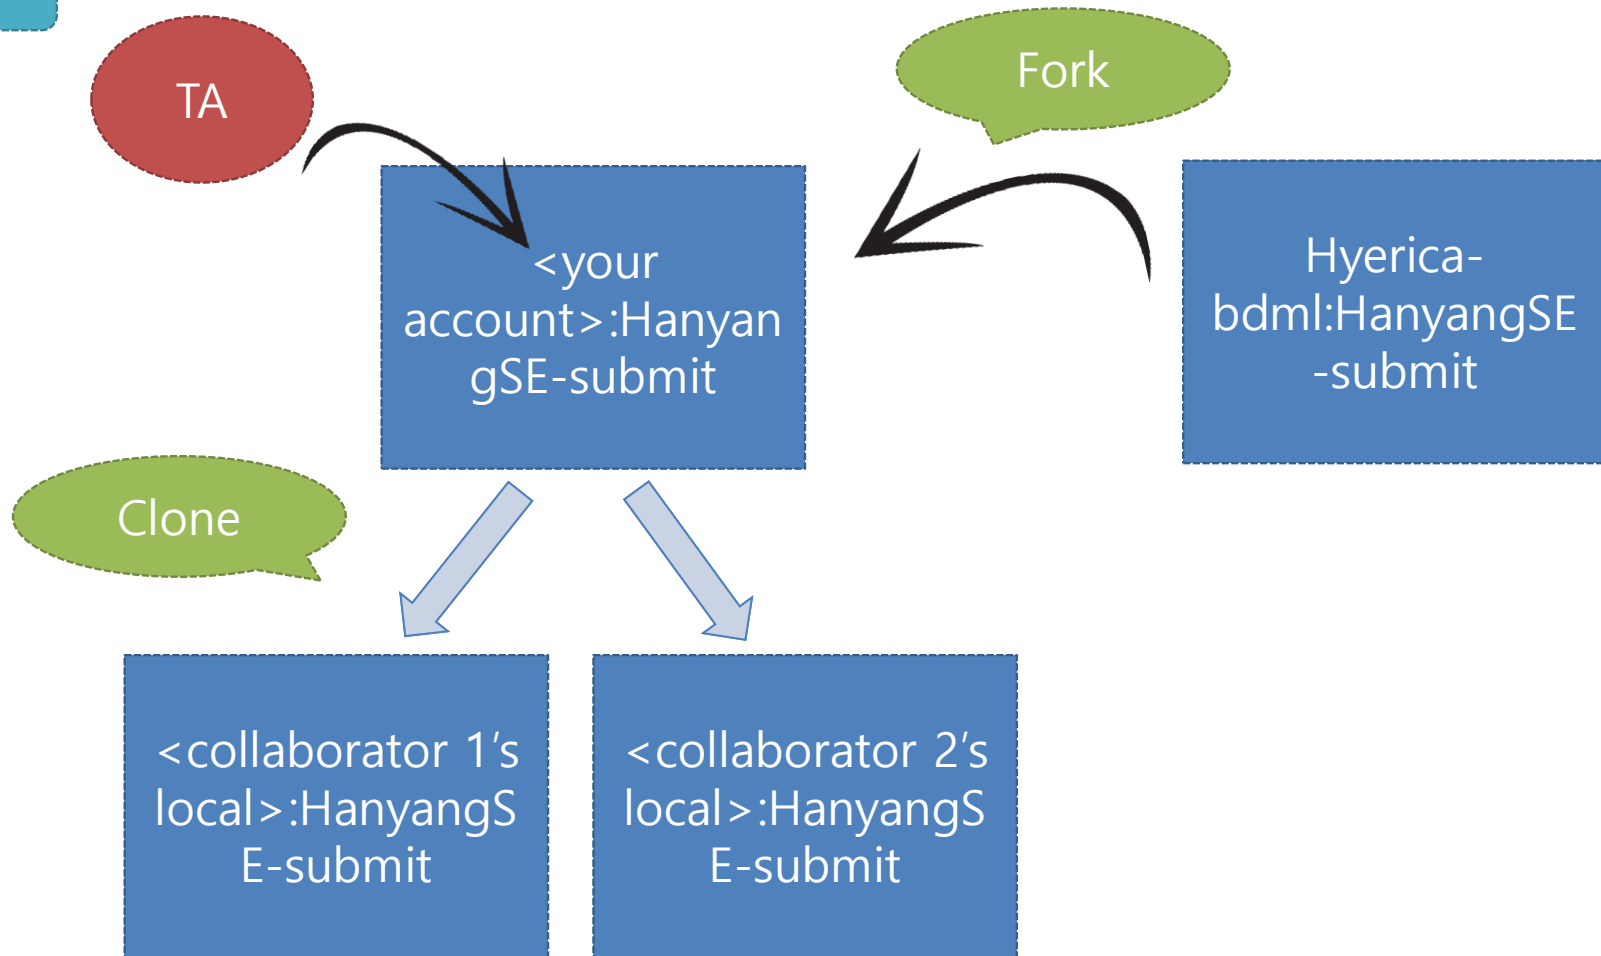 TA
Fork
<your
account>:Hanyan
gSE-submit
Hyerica-
bdml:HanyangSE
-submit
Clone
<collaborator 1’s
local>:HanyangS
E-submit
<collaborator 2’s
local>:HanyangS
E-submit